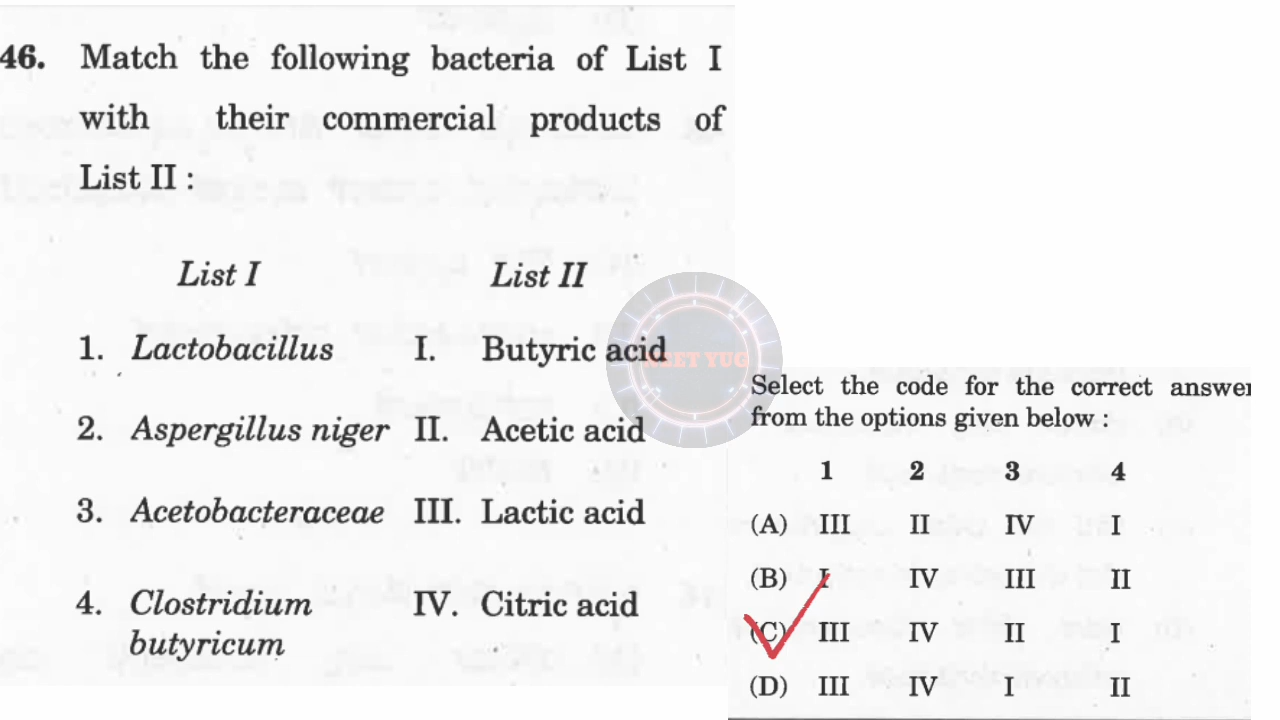 46. Match the following bacteria of List I
with their commercial products of
List II :
List I List II
1. Lactobacillus I. Butyric acid
2. Aspergillus niger II. Acetic acid
3. Acetobacteraceae III. Lactic acid
4. Clostridium IV. Citric acid
butyricum
NEET YUG
Select the code for the correct answer
from the options given below :
1 2 3 4
(A) III II IV I
(B) I IV III II
(C) III IV II I
(D) III IV I II